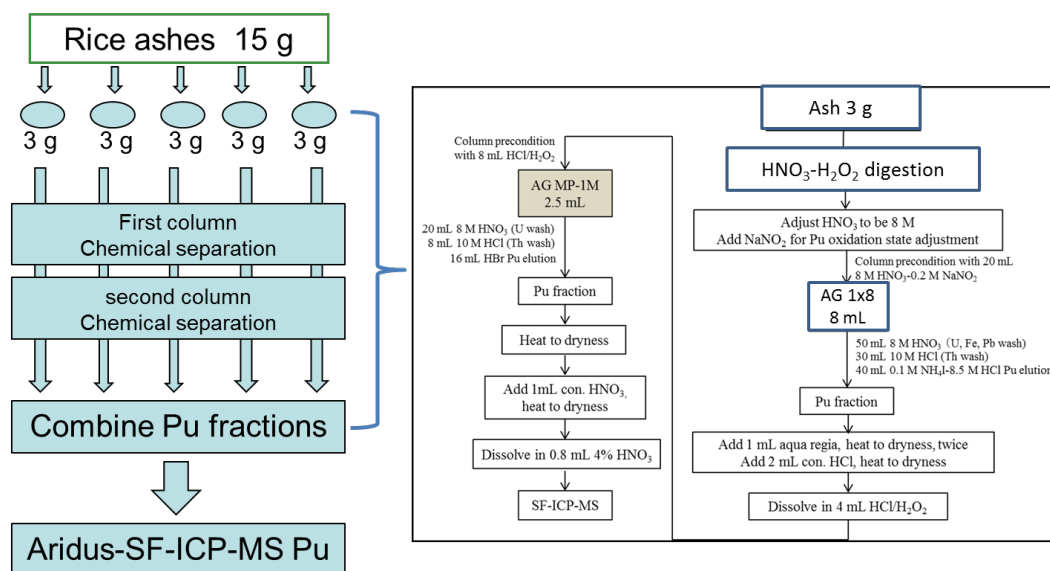 Rice ashes 15 g
3 g 3 g 3 g 3 g 3 g
First column
Chemical separation
second column
Chemical separation
Combine Pu fractions
Aridus-SF-ICP-MS Pu
Ash 3 g
HNO₃-H₂O₂ digestion
Adjust HNO₃ to be 8 M
Add NaNO₂ for Pu oxidation state adjustment
Column precondition with 20 mL
8 M HNO₃-0.2 M NaNO₂
AG 1x8
8 mL
50 mL 8 M HNO₃ (U, Fe, Pb wash)
30 mL 10 M HCl (Th wash)
40 mL 0.1 M NH₄I-8.5 M HCl Pu elution
Pu fraction
Add 1 mL aqua regia, heat to dryness, twice
Add 2 mL con. HCl, heat to dryness
Dissolve in 4 mL HCl/H₂O₂
Column precondition
with 8 mL HCl/H₂O₂
AG MP-1M
2.5 mL
20 mL 8 M HNO₃ (U wash)
8 mL 10 M HCl (Th wash)
16 mL HBr Pu elution
Pu fraction
Heat to dryness
Add 1mL con. HNO₃,
heat to dryness
Dissolve in 0.8 mL 4% HNO₃
SF-ICP-MS